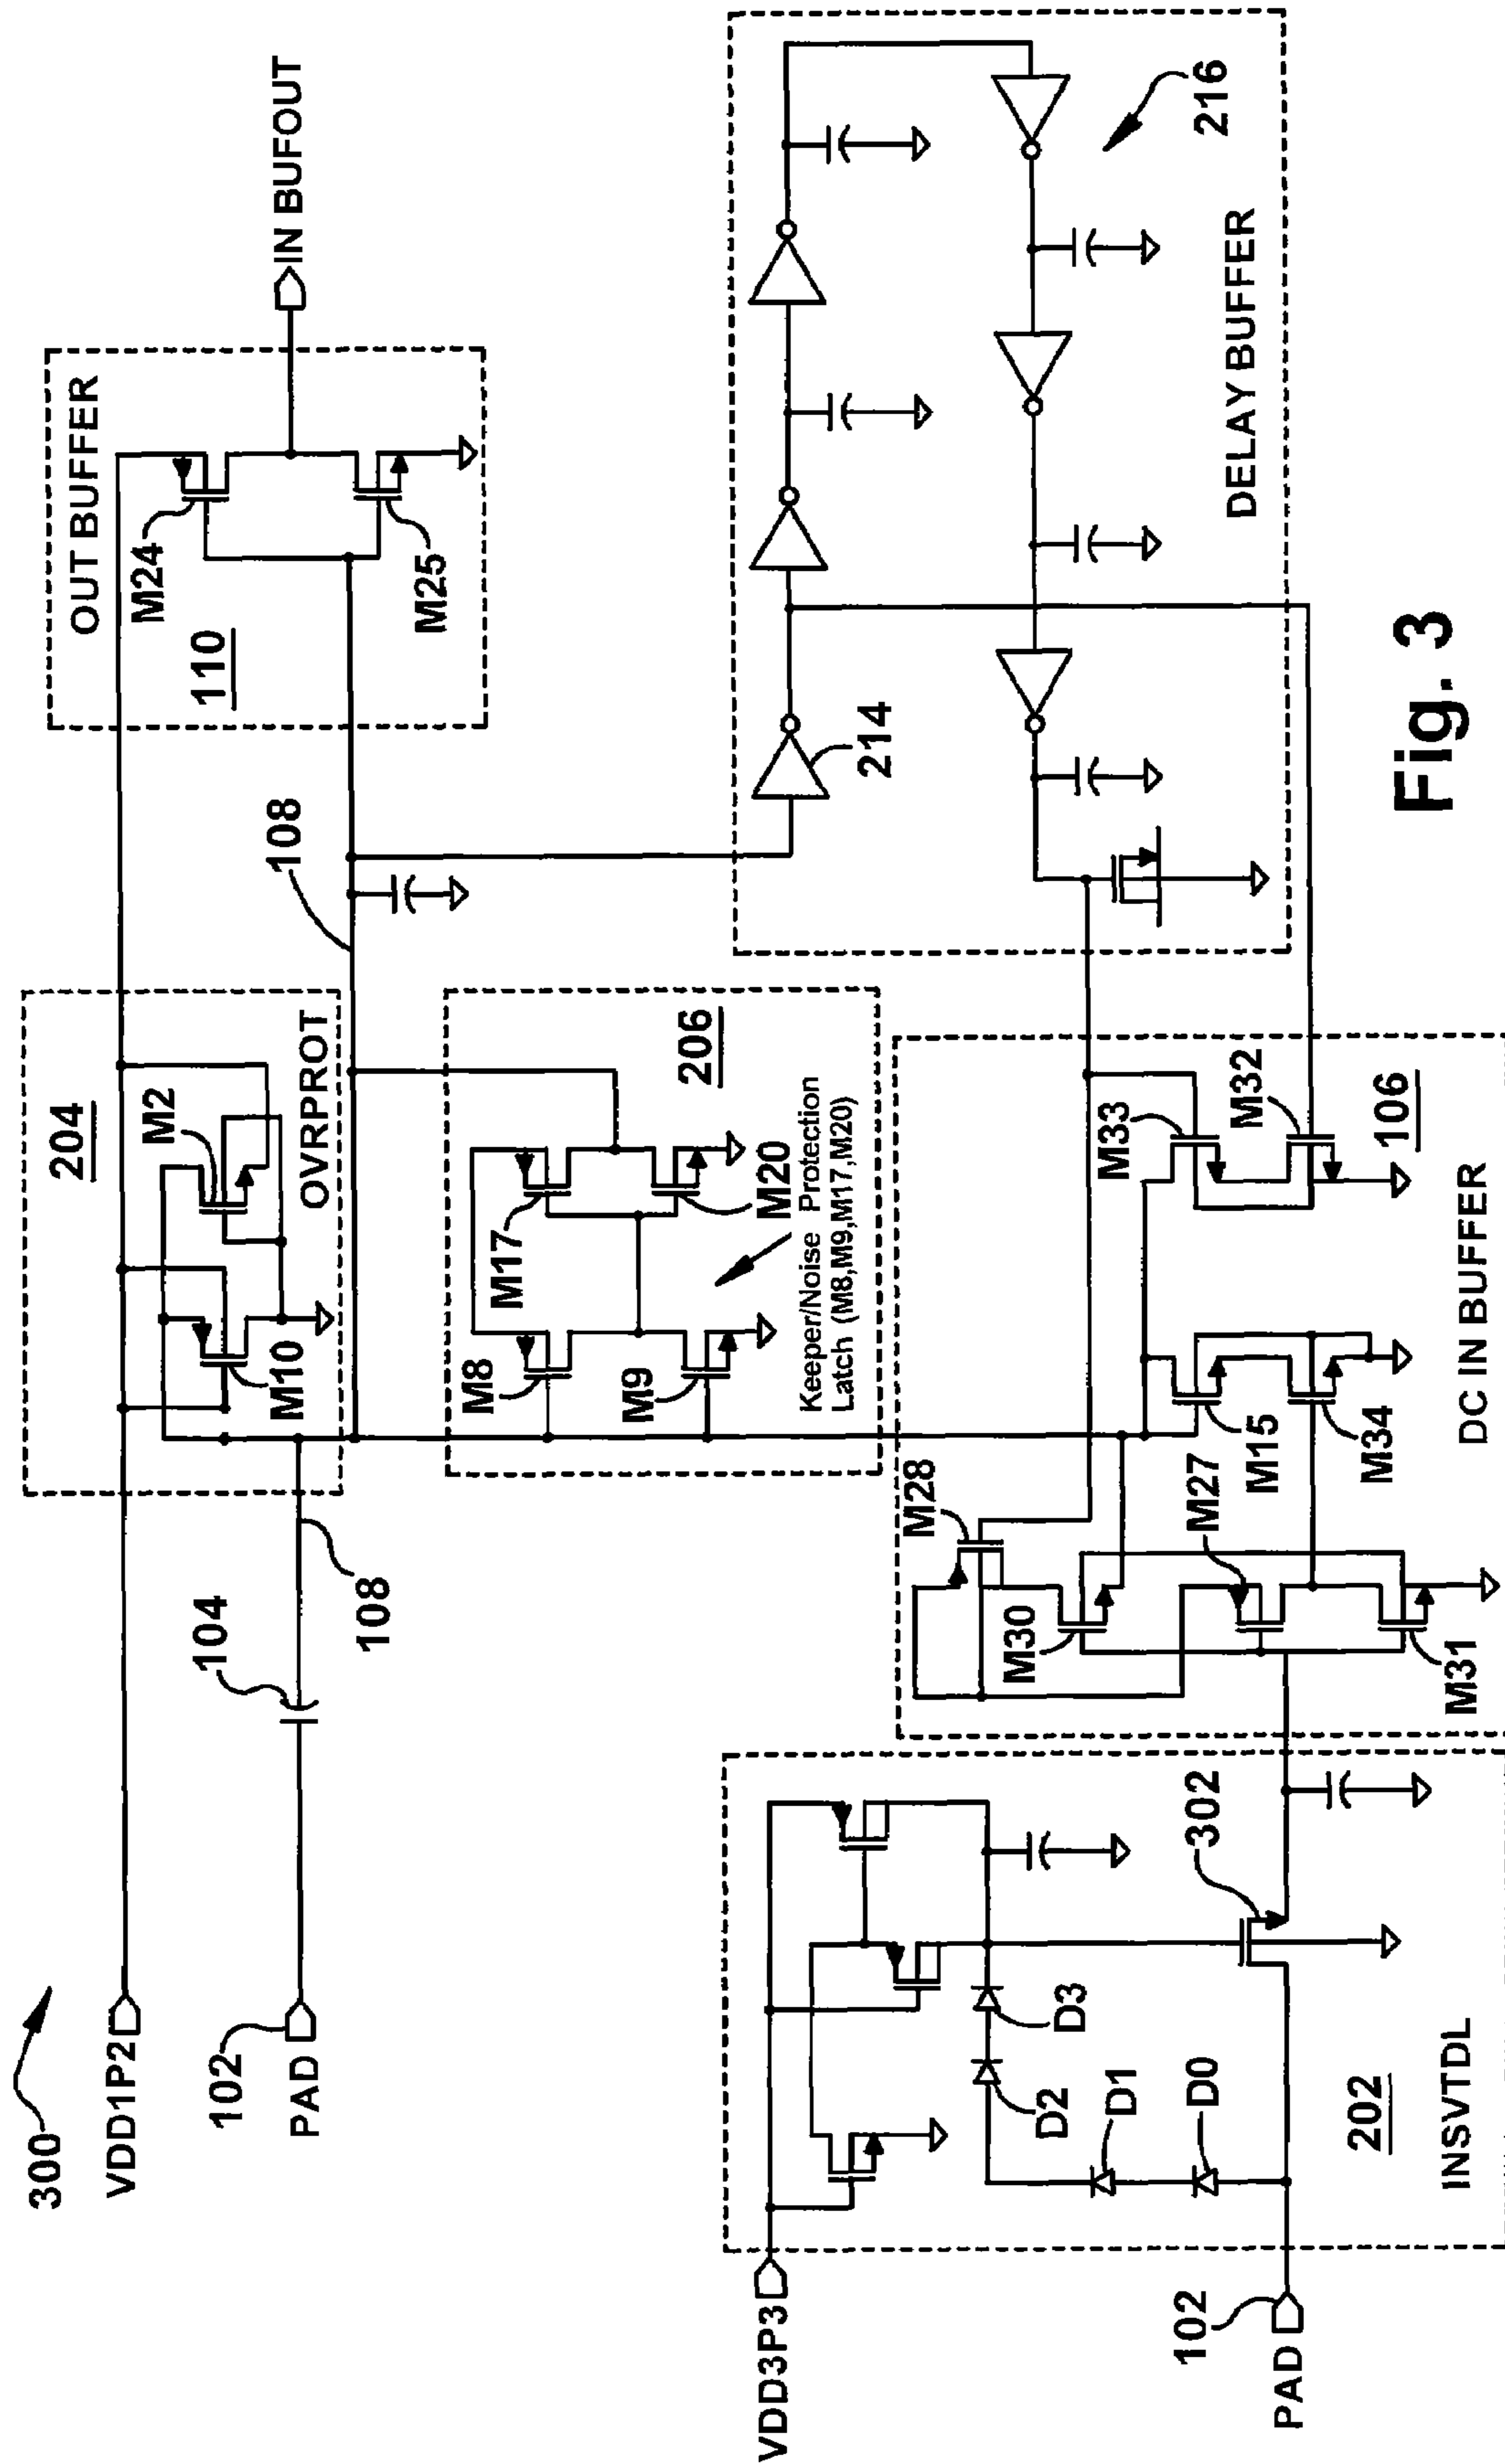 300
VDD1P2
102
PAD
104
108
204
M10
M2
OVRPROT
108
OUT BUFFER
M24
110
M25
IN BUFOUT
M8
M17
206
M9
M20
Keeper/Noise Protection
Latch (M8,M9,M17,M20)
214
216
DELAY BUFFER
VDD3P3
D3
D2
D1
D0
302
102
PAD
202
INSVTDL
M28
M30
M27
M31
M15
M34
M33
M32
106
DC IN BUFFER
Fig. 3